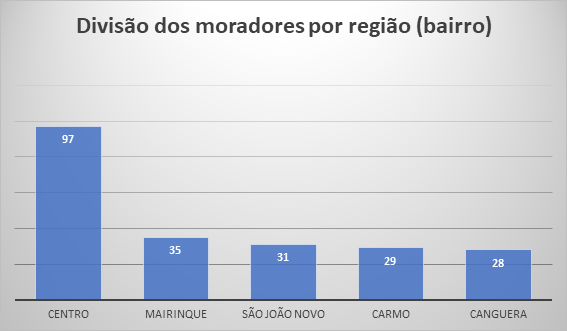 Divisão dos moradores por região (bairro)
97
35
31
29
28
CENTRO
MAIRINQUE
SÃO JOÃO NOVO
CARMO
CANGUERA